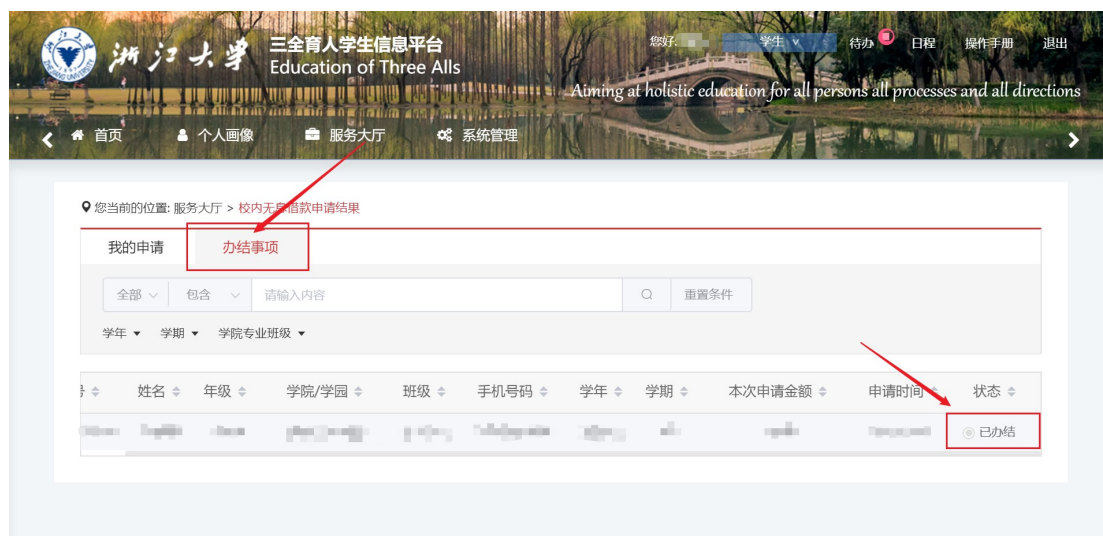 浙江大学
三全育人学生信息平台
Education of Three Alls
您好: 学生 v 待办 日程 操作手册 退出
Aiming at holistic education for all persons all processes and all directions
首页 个人画像 服务大厅 系统管理
您当前的位置: 服务大厅 > 校内无息借款申请结果
我的申请 办结事项
全部 包含 请输入内容 重置条件
学年 学期 学院专业班级
号 姓名 年级 学院/学园 班级 手机号码 学年 学期 本次申请金额 申请时间 状态
已办结